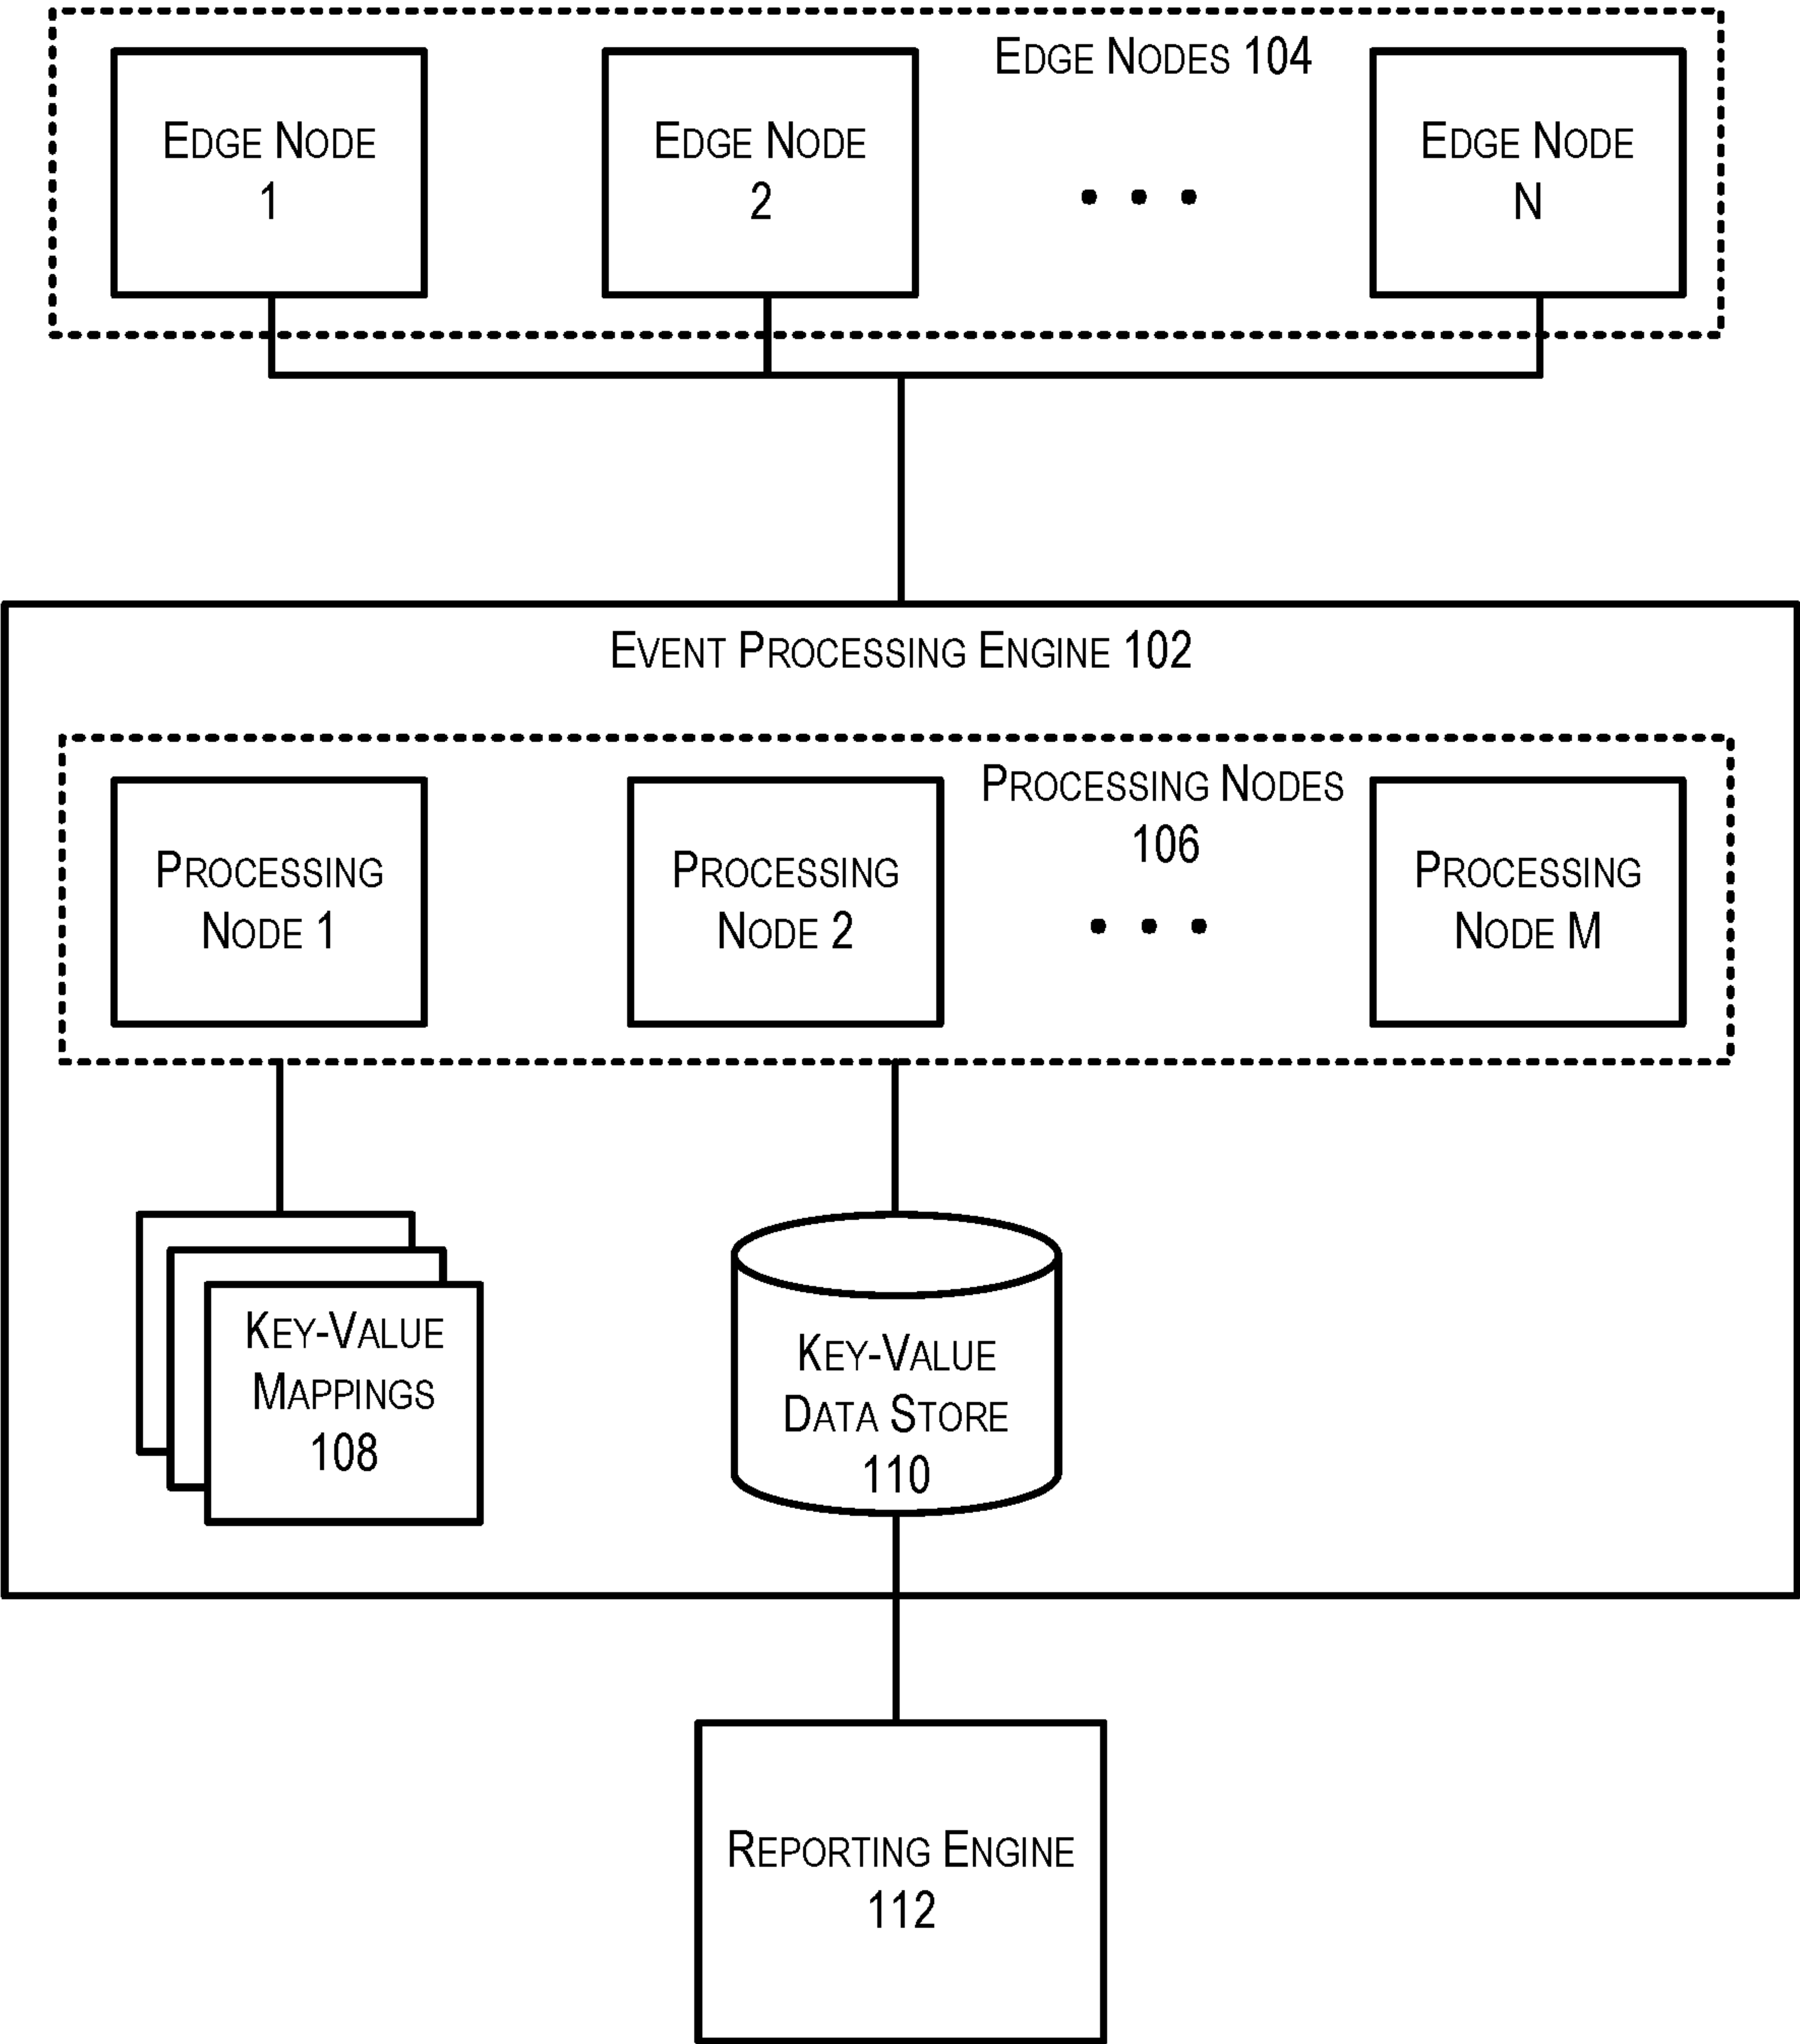 EDGE NODES 104
EDGE NODE
1
EDGE NODE
2
EDGE NODE
N
EVENT PROCESSING ENGINE 102
PROCESSING NODES
106
PROCESSING
NODE 1
PROCESSING
NODE 2
PROCESSING
NODE M
KEY-VALUE
MAPPINGS
108
KEY-VALUE
DATA STORE
110
REPORTING ENGINE
112